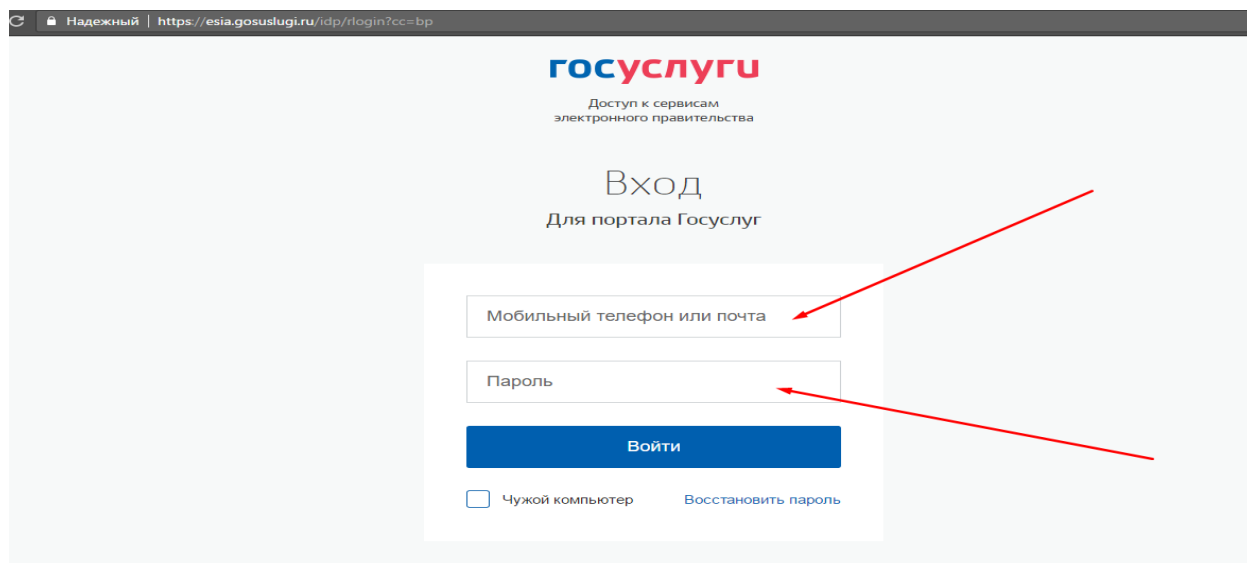 Надежный | https://esia.gosuslugi.ru/idp/rlogin?cc=bp
госуслуги
Доступ к сервисам
электронного правительства
Вход
Для портала Госуслуг
Мобильный телефон или почта
Пароль
Войти
Чужой компьютер Восстановить пароль